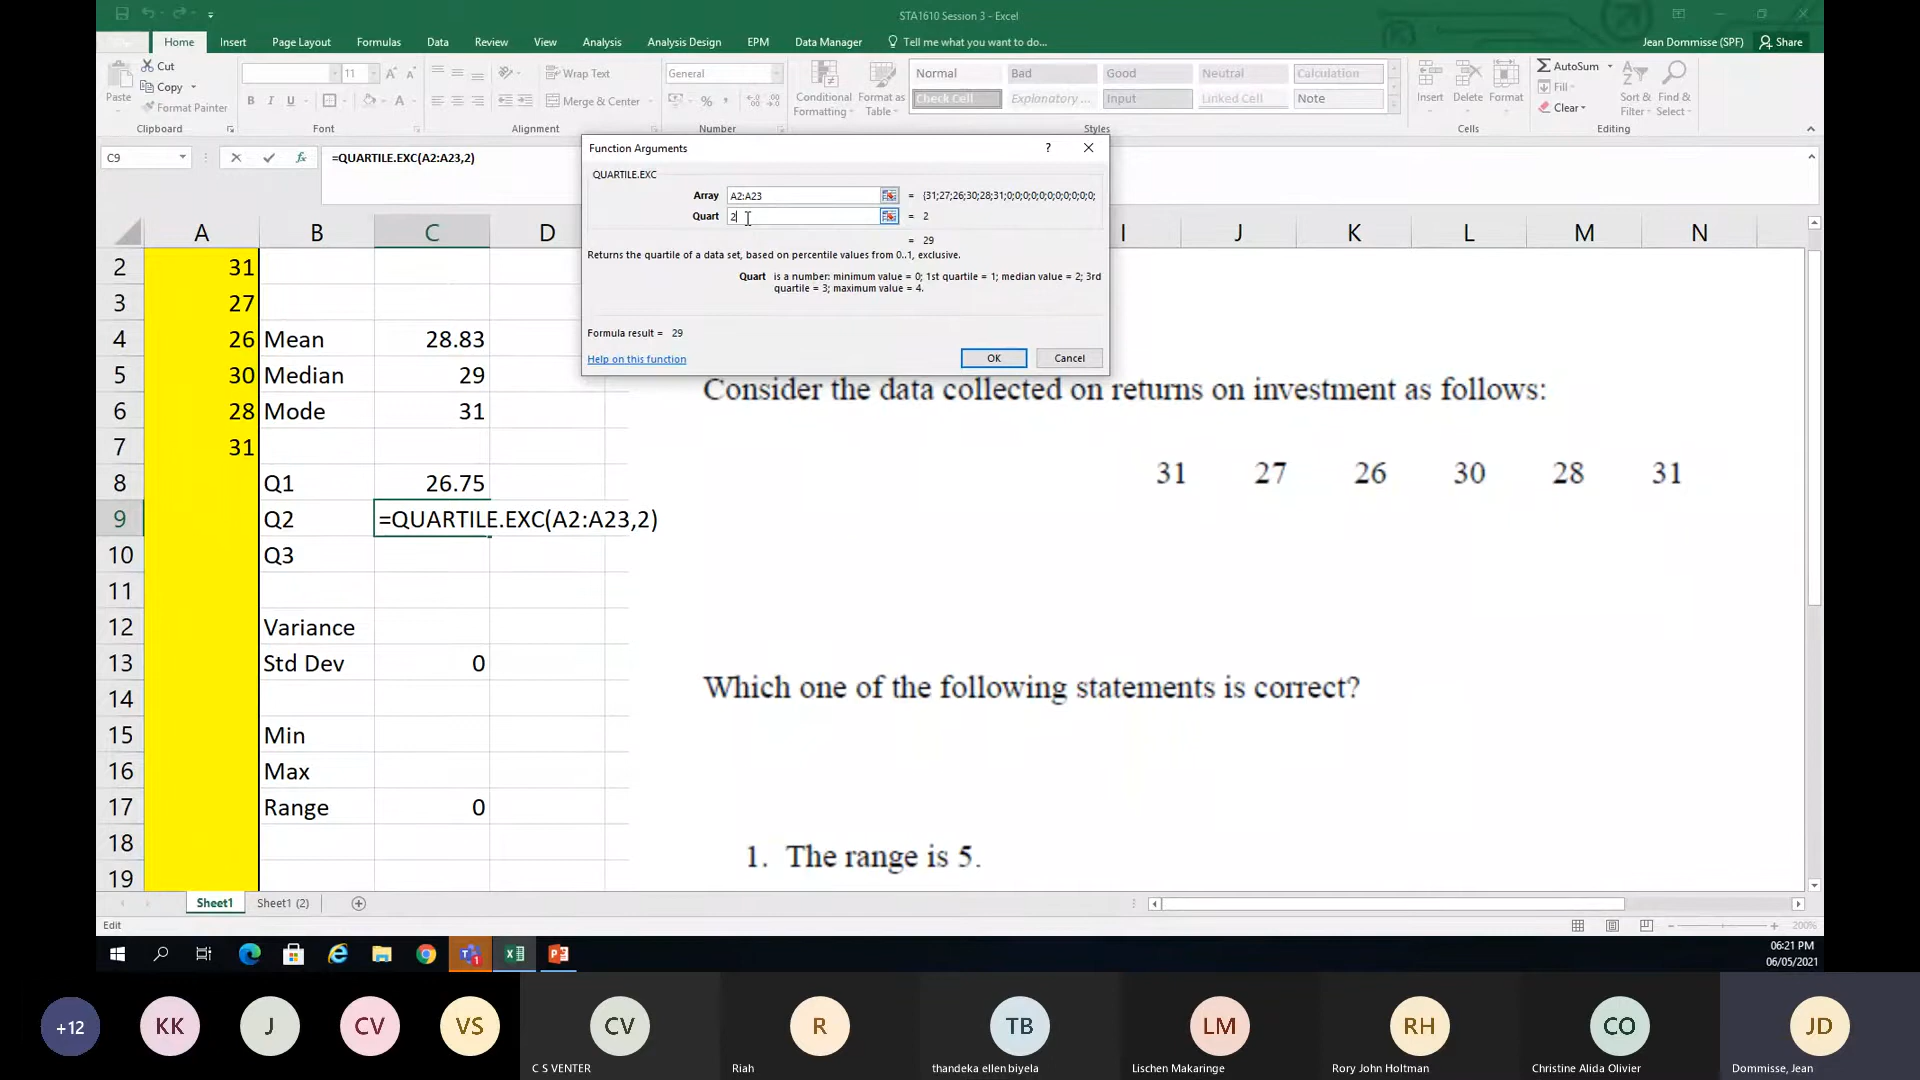 STA1610 Session 3 - Excel
Home Insert Page Layout Formulas Data Review View Analysis Analysis Design EPM Data Manager Tell me what you want to do... Jean Dommisse (SPF) Share
Paste
Cut
Copy
Format Painter
11
B I U
Wrap Text
Merge & Center
General
%
Conditional Formatting
Format as Table
Normal Bad Good Neutral Calculation
Check Cell Explanatory ... Input Linked Cell Note
Insert Delete Format
AutoSum
Fill
Clear
Sort & Filter
Find & Select
Clipboard Font Alignment Number Styles Cells Editing
C9 fx =QUARTILE.EXC(A2:A23,2)
Function Arguments ?
QUARTILE.EXC
Array A2:A23 = {31;27;26;30;28;31;0;0;0;0;0;0;0;0;0;0;0;
Quart 2 = 2
= 29
Returns the quartile of a data set, based on percentile values from 0..1, exclusive.
Quart is a number: minimum value = 0; 1st quartile = 1; median value = 2; 3rd
quartile = 3; maximum value = 4.
Formula result = 29
Help on this function OK Cancel
A B C D I J K L M N
2 31
3 27
4 26 Mean 28.83
5 30 Median 29
6 28 Mode 31
7 31
8 Q1 26.75
9 Q2 =QUARTILE.EXC(A2:A23,2)
10 Q3
11
12 Variance
13 Std Dev 0
14
15 Min
16 Max
17 Range 0
18
19
Consider the data collected on returns on investment as follows:
31 27 26 30 28 31
Which one of the following statements is correct?
1. The range is 5.
Sheet1 Sheet1 (2)
Edit 200%
06:21 PM
06/05/2021
+12 KK J CV VS CV R TB LM RH CO JD
C S VENTER Riah thandeka ellen biyela Lischen Makaringe Rory John Holtman Christine Alida Olivier Dommisse, Jean